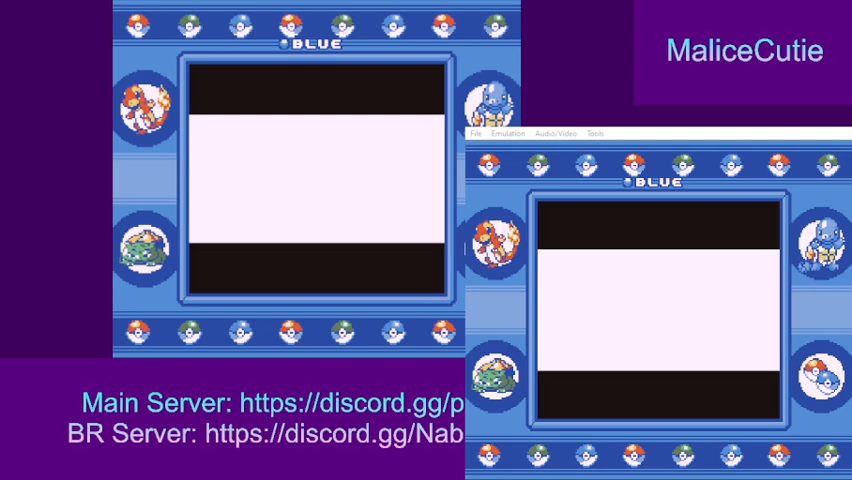 BLUE
MaliceCutie
File Emulation Audio/Video Tools
BLUE
Main Server: https://discord.gg/p
BR Server: https://discord.gg/Nab